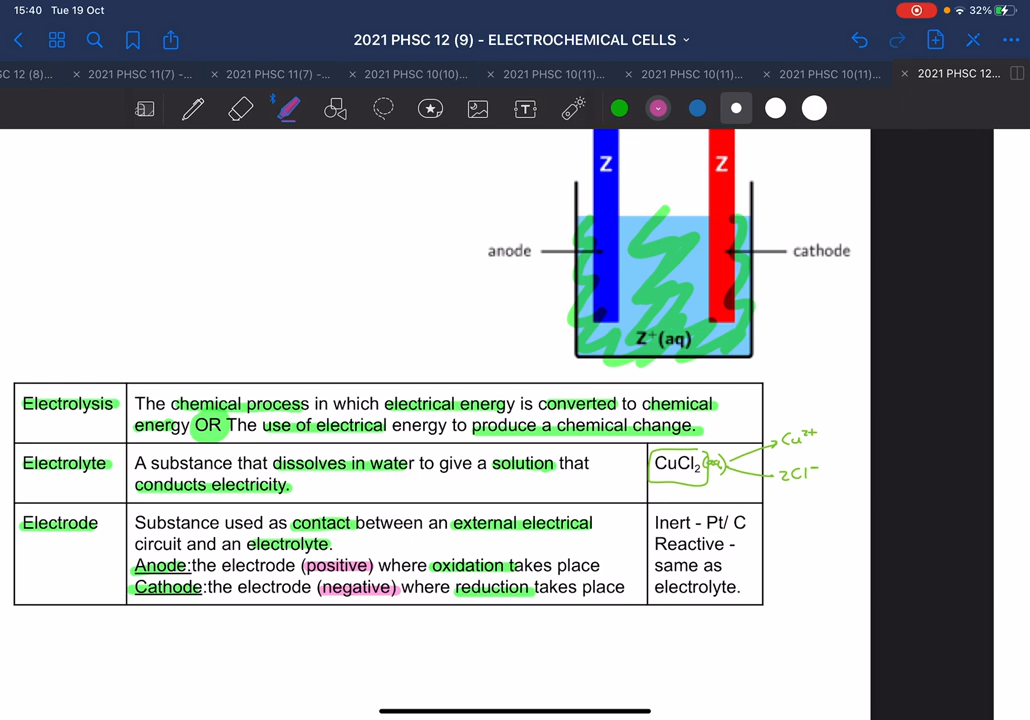 15:40 Tue 19 Oct
32%
2021 PHSC 12 (9) - ELECTROCHEMICAL CELLS
SC 12 (8)... × 2021 PHSC 11(7) -... × 2021 PHSC 11(7) -... × 2021 PHSC 10(10)... × 2021 PHSC 10(11)... × 2021 PHSC 10(11)... × 2021 PHSC 10(11)... × 2021 PHSC 12...
Z Z
anode cathode
Z⁺(aq)
Electrolysis
The chemical process in which electrical energy is converted to chemical
energy OR The use of electrical energy to produce a chemical change.
Electrolyte
A substance that dissolves in water to give a solution that
conducts electricity.
CuCl₂(aq)
Cu²⁺
2Cl⁻
Electrode
Substance used as contact between an external electrical
circuit and an electrolyte.
Anode:the electrode (positive) where oxidation takes place
Cathode:the electrode (negative) where reduction takes place
Inert - Pt/ C
Reactive -
same as
electrolyte.